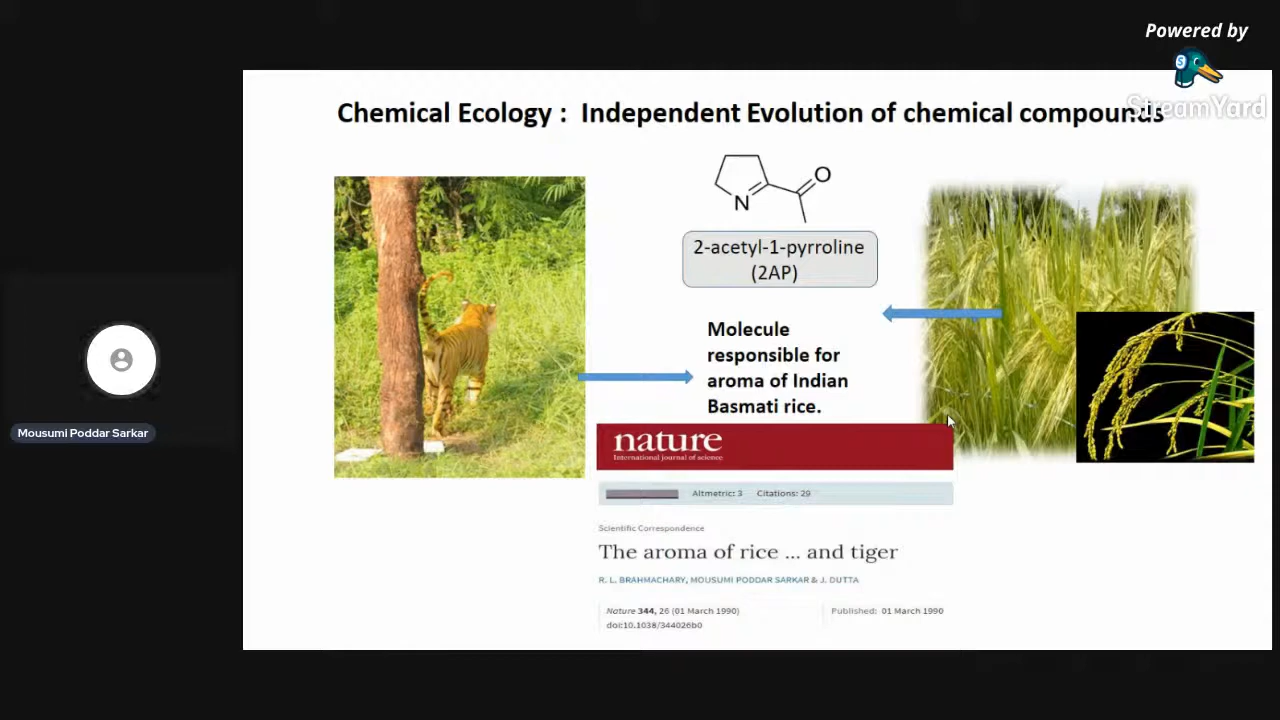 Powered by
StreamYard
Chemical Ecology : Independent Evolution of chemical compounds
O
N
2-acetyl-1-pyrroline
(2AP)
Molecule
responsible for
aroma of Indian
Basmati rice.
nature
International journal of science
Altmetric: 3 Citations: 29
Scientific Correspondence
The aroma of rice ... and tiger
R. L. BRAHMACHARY, MOUSUMI PODDAR SARKAR & J. DUTTA
Nature 344, 26 (01 March 1990)
doi:10.1038/344026b0
Published: 01 March 1990
Mousumi Poddar Sarkar